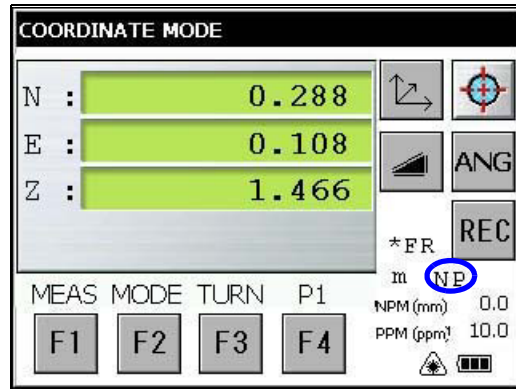 COORDINATE MODE
N : 0.288
E : 0.108
Z : 1.466
ANG
REC
*FR
m NP
NPM (mm) 0.0
PPM (ppm) 10.0
MEAS MODE TURN P1
F1 F2 F3 F4